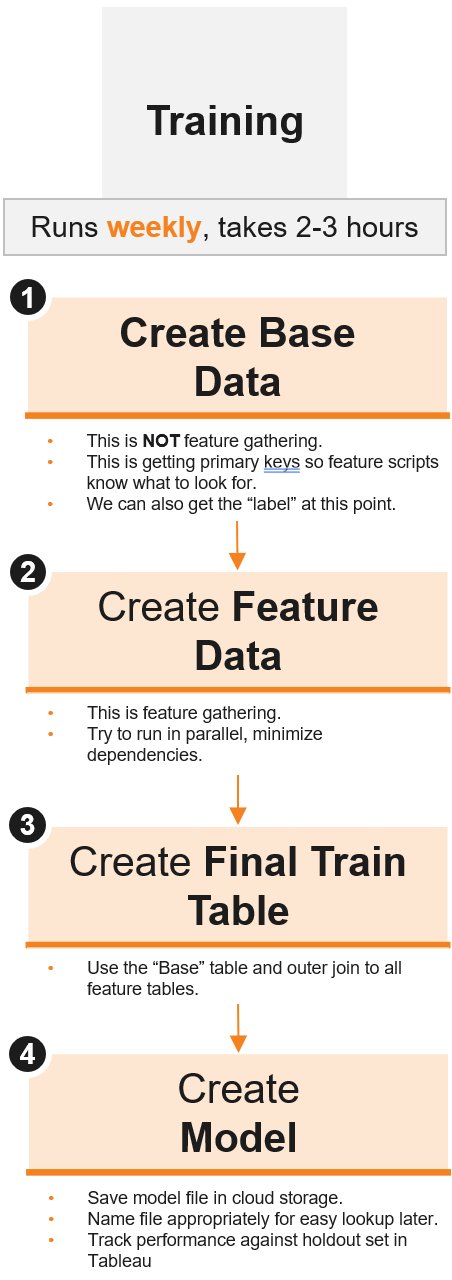 Training
Runs weekly, takes 2-3 hours
1
Create Base
Data
• This is NOT feature gathering.
• This is getting primary keys so feature scripts
know what to look for.
• We can also get the “label” at this point.
2
Create Feature
Data
• This is feature gathering.
• Try to run in parallel, minimize
dependencies.
3
Create Final Train
Table
• Use the “Base” table and outer join to all
feature tables.
4
Create
Model
• Save model file in cloud storage.
• Name file appropriately for easy lookup later.
• Track performance against holdout set in
Tableau